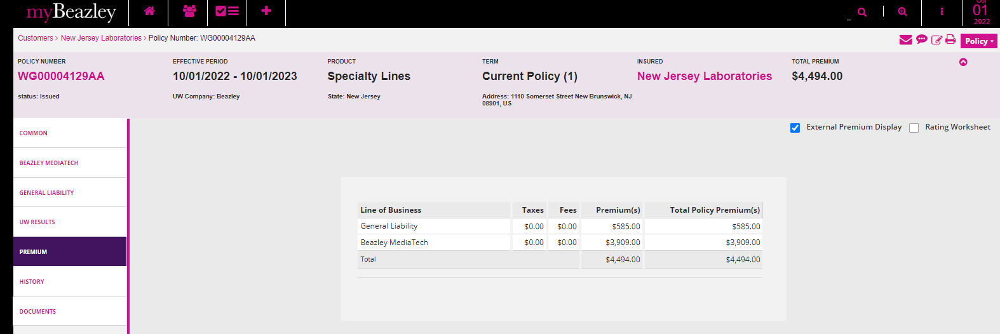 myBeazley
Oct
01
2022
Customers › New Jersey Laboratories › Policy Number: WG00004129AA
Policy
POLICY NUMBER EFFECTIVE PERIOD PRODUCT TERM INSURED TOTAL PREMIUM
WG00004129AA 10/01/2022 - 10/01/2023 Specialty Lines Current Policy (1) New Jersey Laboratories $4,494.00
status: Issued UW Company: Beazley State: New Jersey Address: 1110 Somerset Street New Brunswick, NJ
08901, US
External Premium Display Rating Worksheet
COMMON
BEAZLEY MEDIATECH
GENERAL LIABILITY
UW RESULTS
PREMIUM
HISTORY
DOCUMENTS
Line of Business Taxes Fees Premium(s) Total Policy Premium(s)
General Liability $0.00 $0.00 $585.00 $585.00
Beazley MediaTech $0.00 $0.00 $3,909.00 $3,909.00
Total $4,494.00 $4,494.00